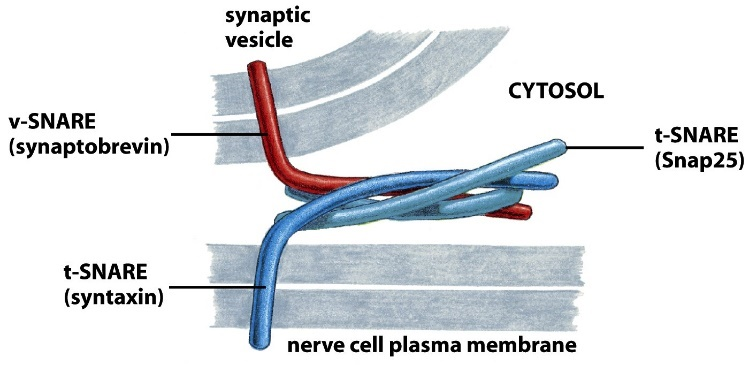 synaptic
vesicle
CYTOSOL
v-SNARE
(synaptobrevin)
t-SNARE
(Snap25)
t-SNARE
(syntaxin)
nerve cell plasma membrane